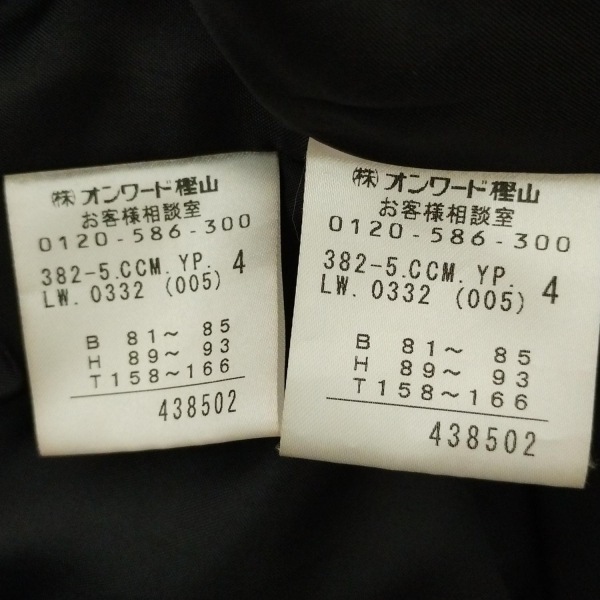 ㈱オンワード樫山
お客様相談室
0120-586-300
382-5.CCM.YP. 4
LW.0332 (005)
B 81～ 85
H 89～ 93
T158～166
438502
㈱オンワード樫山
お客様相談室
0120-586-300
382-5.CCM.YP. 4
LW.0332 (005)
B 81～ 85
H 89～ 93
T158～166
438502